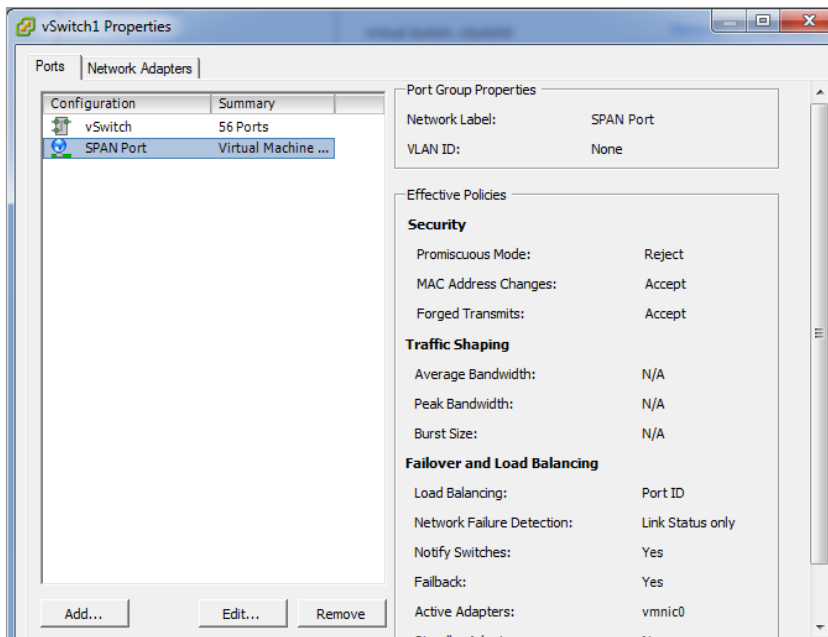 vSwitch1 Properties
Ports
Network Adapters
Configuration Summary
vSwitch 56 Ports
SPAN Port Virtual Machine ...
Add... Edit... Remove
Port Group Properties
Network Label: SPAN Port
VLAN ID: None
Effective Policies
Security
Promiscuous Mode: Reject
MAC Address Changes: Accept
Forged Transmits: Accept
Traffic Shaping
Average Bandwidth: N/A
Peak Bandwidth: N/A
Burst Size: N/A
Failover and Load Balancing
Load Balancing: Port ID
Network Failure Detection: Link Status only
Notify Switches: Yes
Failback: Yes
Active Adapters: vmnic0